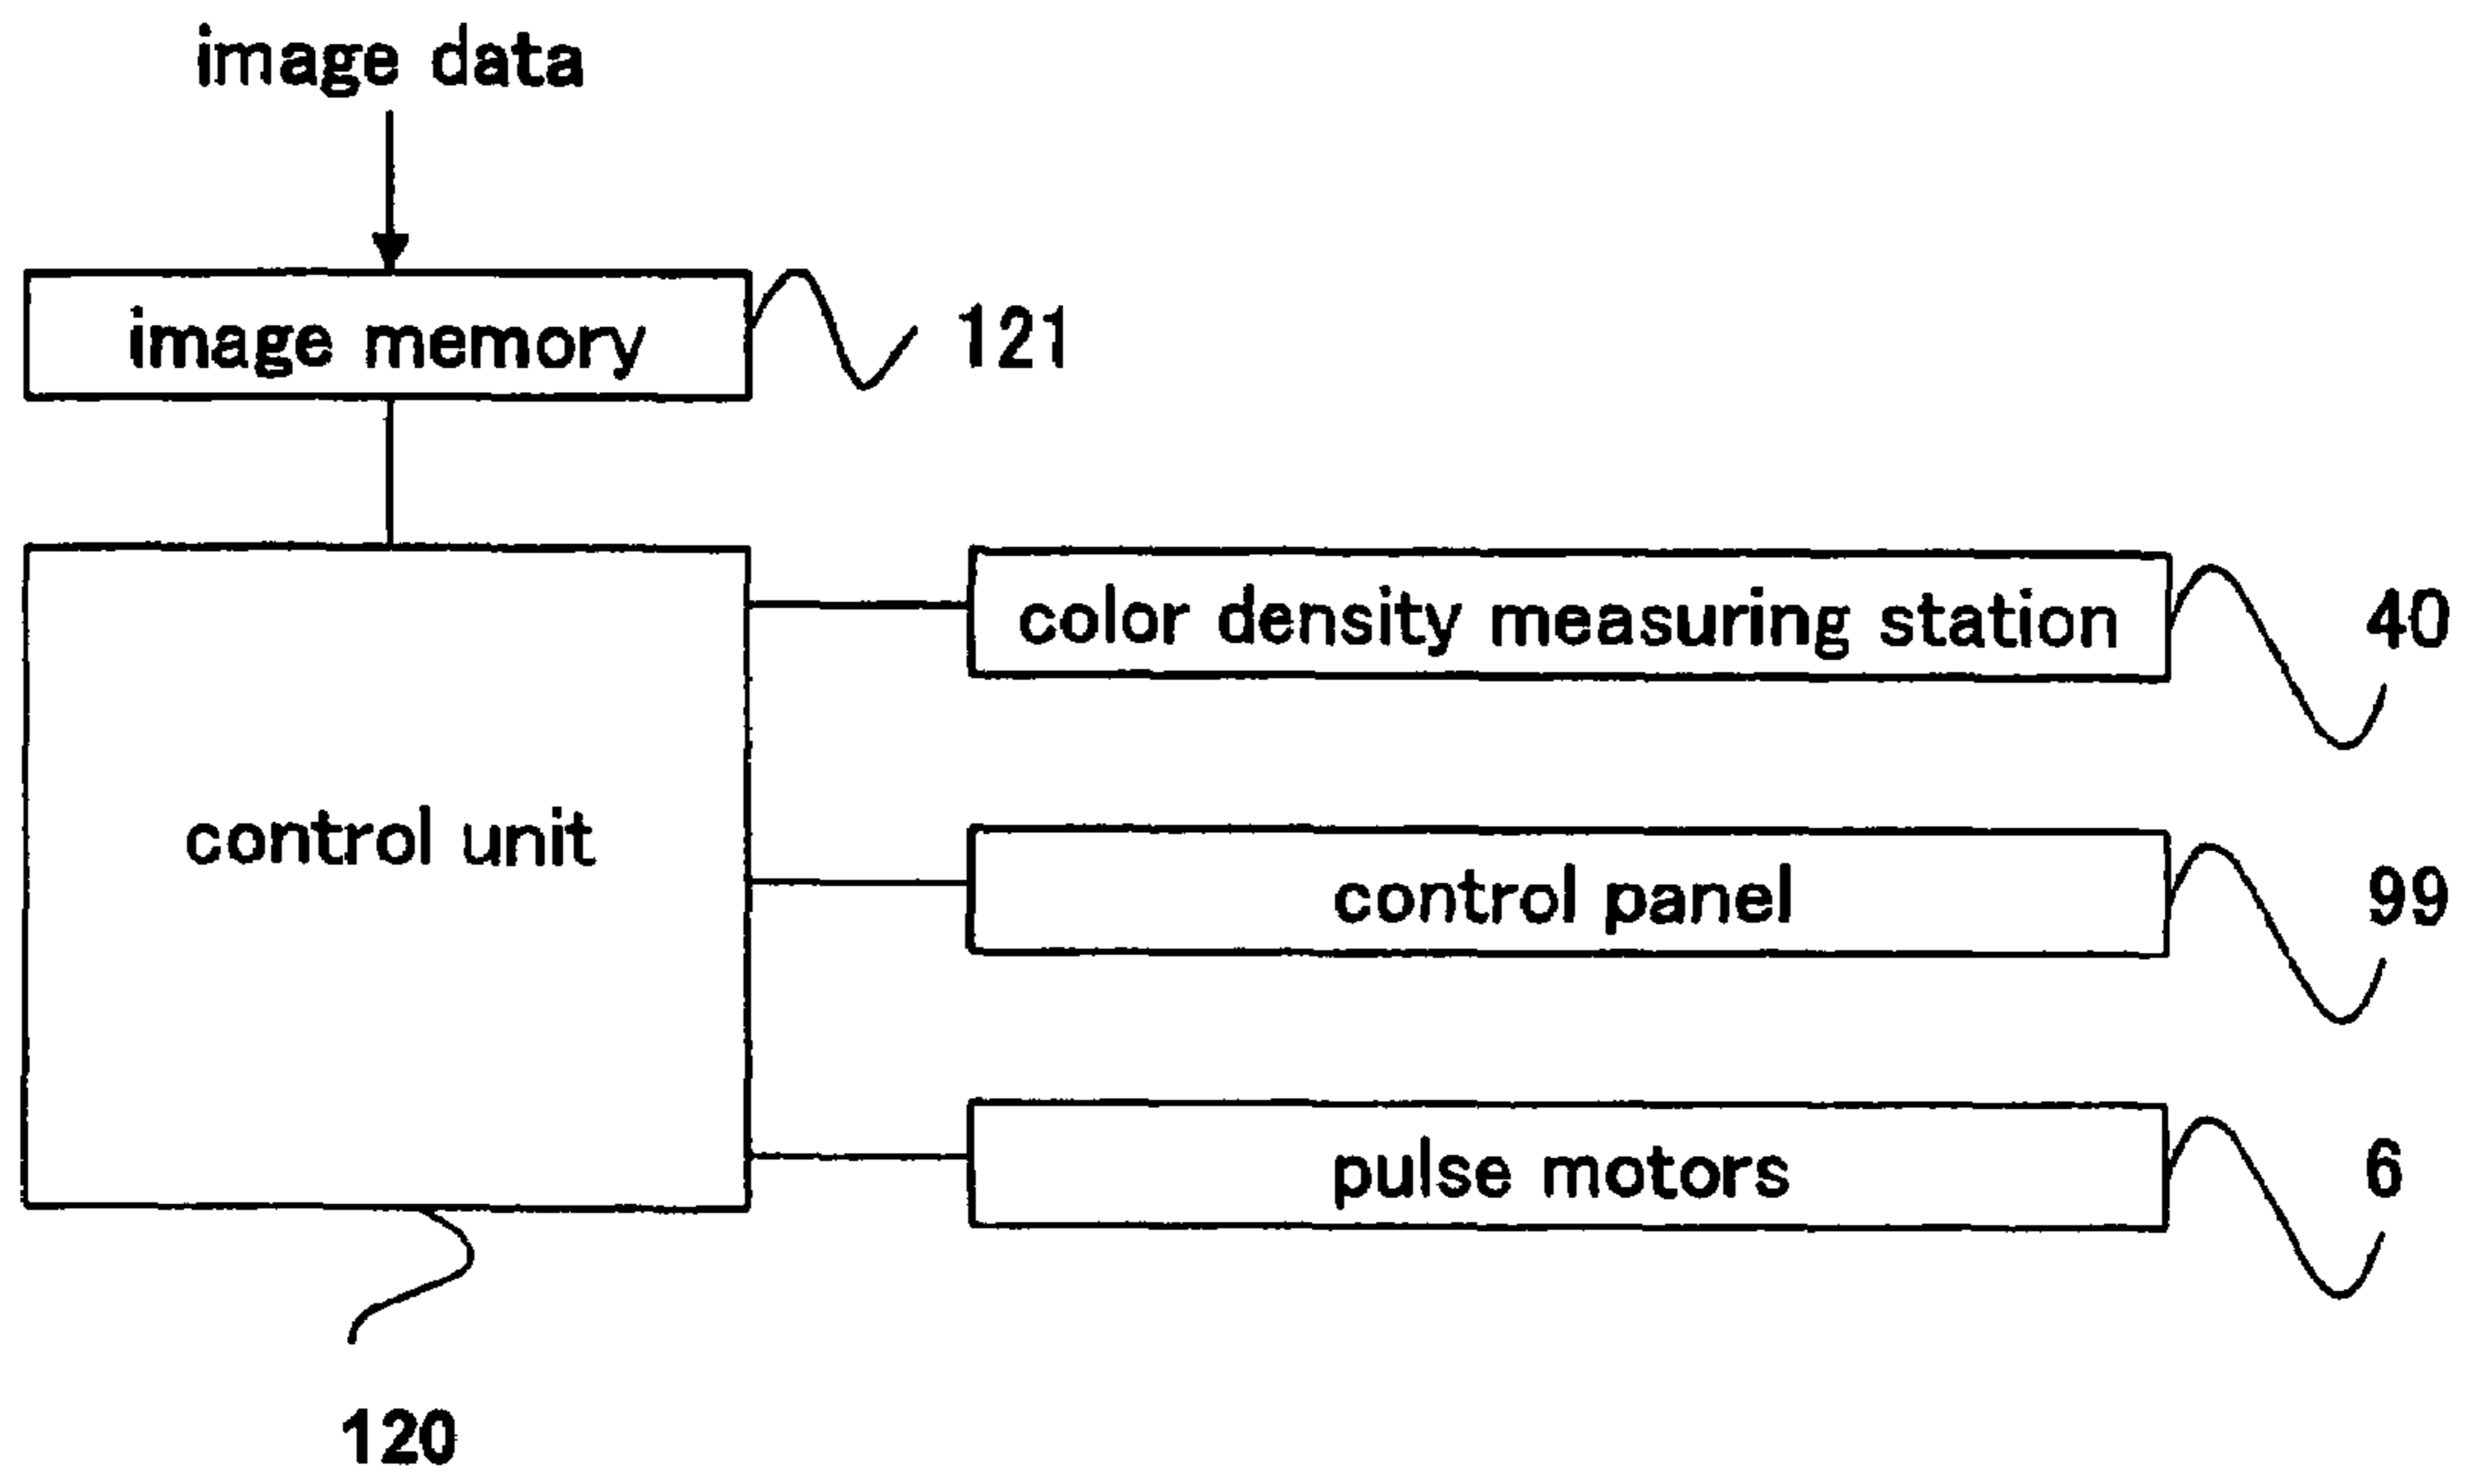 image data
image memory
121
color density measuring station
40
control unit
control panel
99
pulse motors
6
120